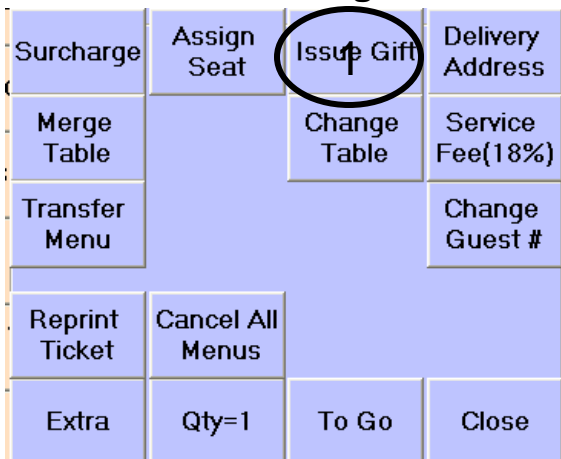 Surcharge
Assign
Seat
Issue Gift
1
Delivery
Address
Merge
Table
Change
Table
Service
Fee(18%)
Transfer
Menu
Change
Guest #
Reprint
Ticket
Cancel All
Menus
Extra
Qty=1
To Go
Close